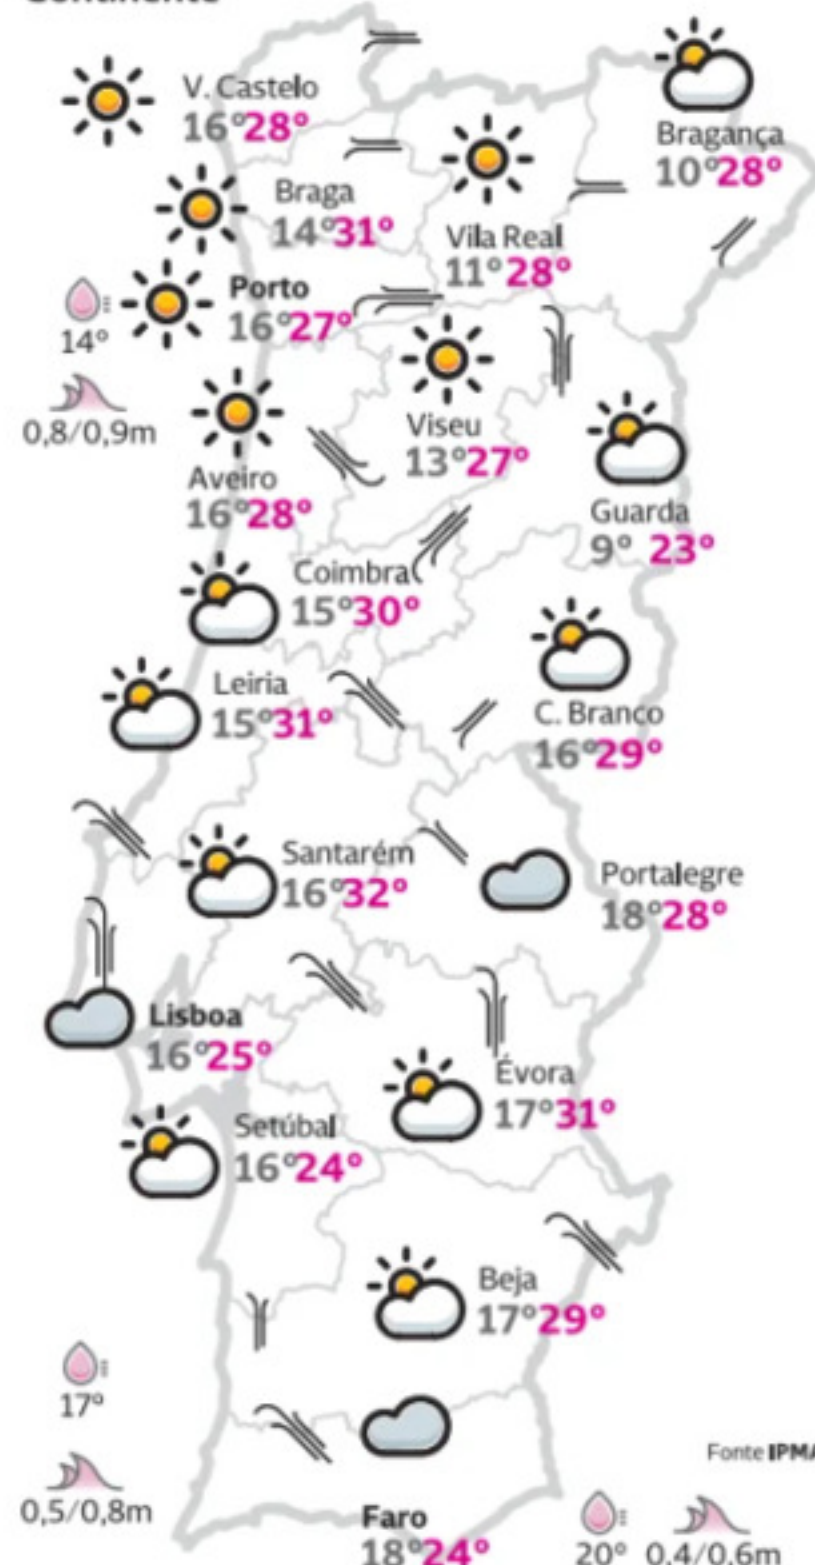 Continente
V. Castelo
16° 28°
Bragança
10° 28°
Braga
14° 31°
Vila Real
11° 28°
Porto
16° 27°
14°
0,8/0,9m
Viseu
13° 27°
Aveiro
16° 28°
Guarda
9° 23°
Coimbra
15° 30°
Leiria
15° 31°
C. Branco
16° 29°
Santarém
16° 32°
Portalegre
18° 28°
Lisboa
16° 25°
Évora
17° 31°
Setúbal
16° 24°
Beja
17° 29°
17°
0,5/0,8m
Fonte IPMA
Faro
18° 24°
20°
0,4/0,6m